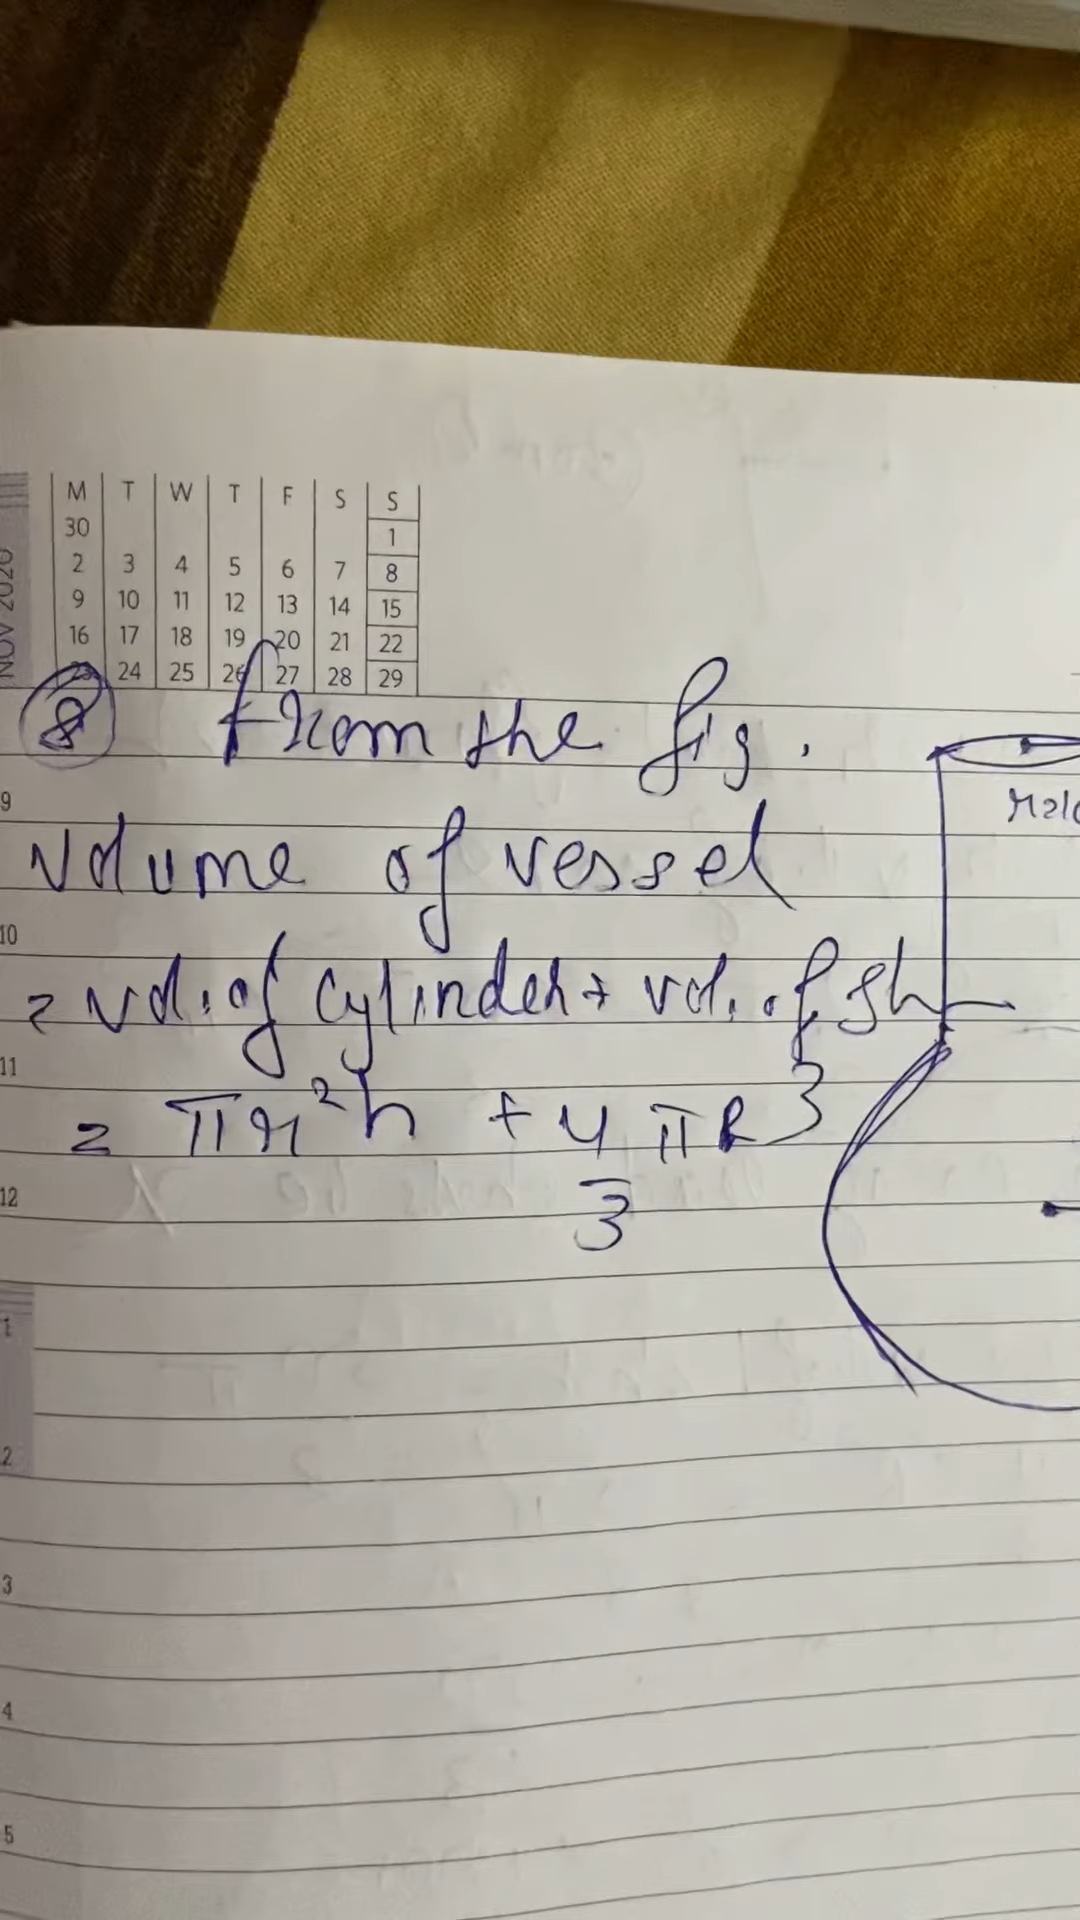 NOV 2020
M T W T F S S
30 1
2 3 4 5 6 7 8
9 10 11 12 13 14 15
16 17 18 19 20 21 22
23 24 25 26 27 28 29
8 from the fig.
9
volume of vessel
10
= vol. of cylinder + vol. of sh
11
= πr²h + 4/3 πR³
12
1
2
3
4
5